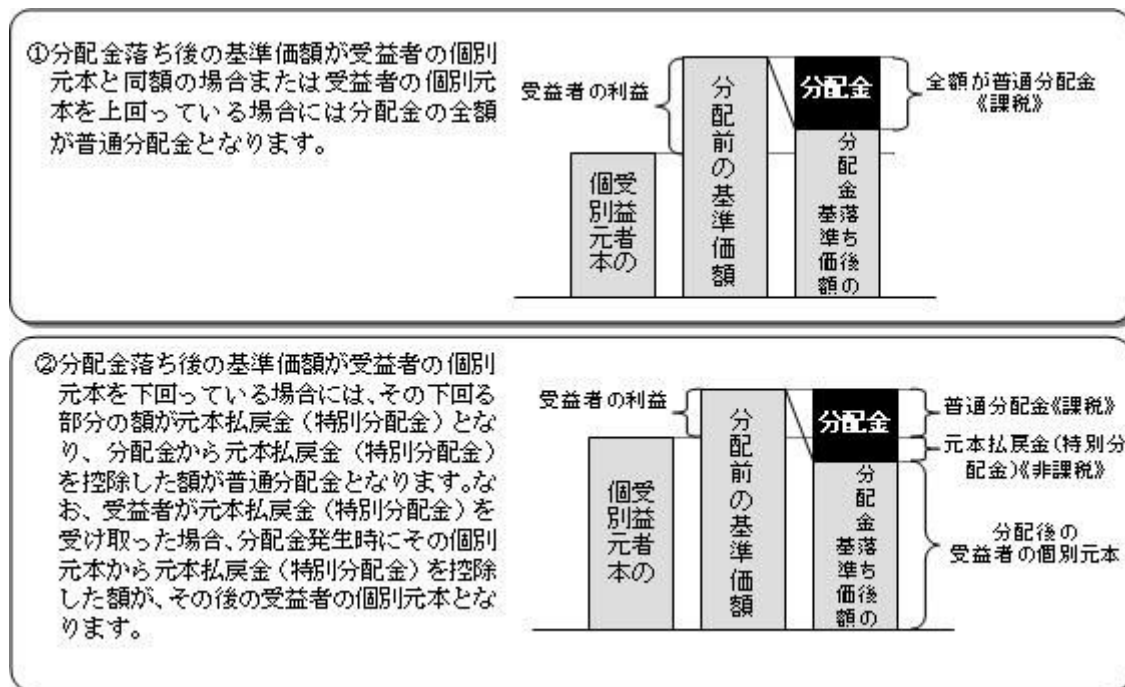 ①分配金落ち後の基準価額が受益者の個別
元本と同額の場合または受益者の個別元
本を上回っている場合には分配金の全額
が普通分配金となります。
受益者の利益
受益者の
個別元本
分配前の基準価額
分配金
分配金落ち後の
基準価額
全額が普通分配金
《課税》
②分配金落ち後の基準価額が受益者の個別
元本を下回っている場合には、その下回る
部分の額が元本払戻金(特別分配金)とな
り、分配金から元本払戻金(特別分配金)
を控除した額が普通分配金となります。な
お、受益者が元本払戻金(特別分配金)を
受け取った場合、分配金発生時にその個別
元本から元本払戻金(特別分配金)を控除
した額が、その後の受益者の個別元本とな
ります。
受益者の利益
受益者の
個別元本
分配前の基準価額
分配金
分配金落ち後の
基準価額
普通分配金《課税》
元本払戻金(特別分
配金)《非課税》
分配後の
受益者の個別元本